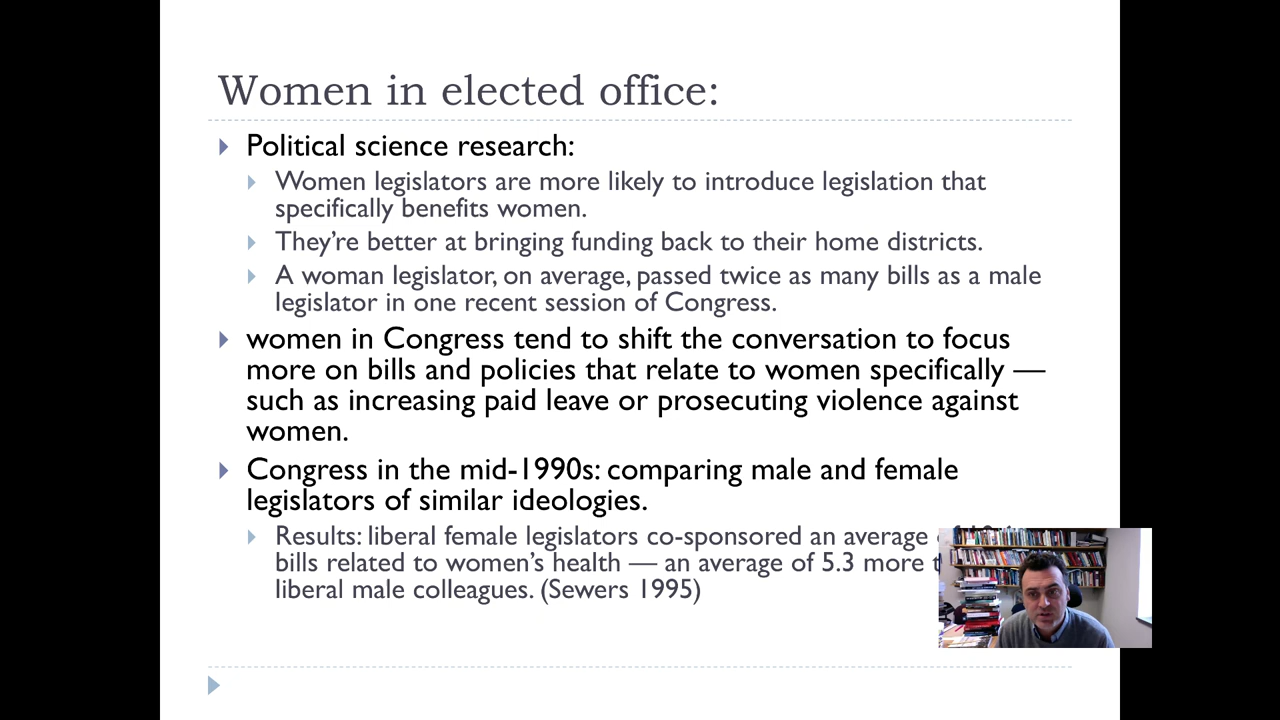 Women in elected office:
Political science research:
Women legislators are more likely to introduce legislation that
specifically benefits women.
They're better at bringing funding back to their home districts.
A woman legislator, on average, passed twice as many bills as a male
legislator in one recent session of Congress.
women in Congress tend to shift the conversation to focus
more on bills and policies that relate to women specifically —
such as increasing paid leave or prosecuting violence against
women.
Congress in the mid-1990s: comparing male and female
legislators of similar ideologies.
Results: liberal female legislators co-sponsored an average
bills related to women's health — an average of 5.3 more
liberal male colleagues. (Sewers 1995)